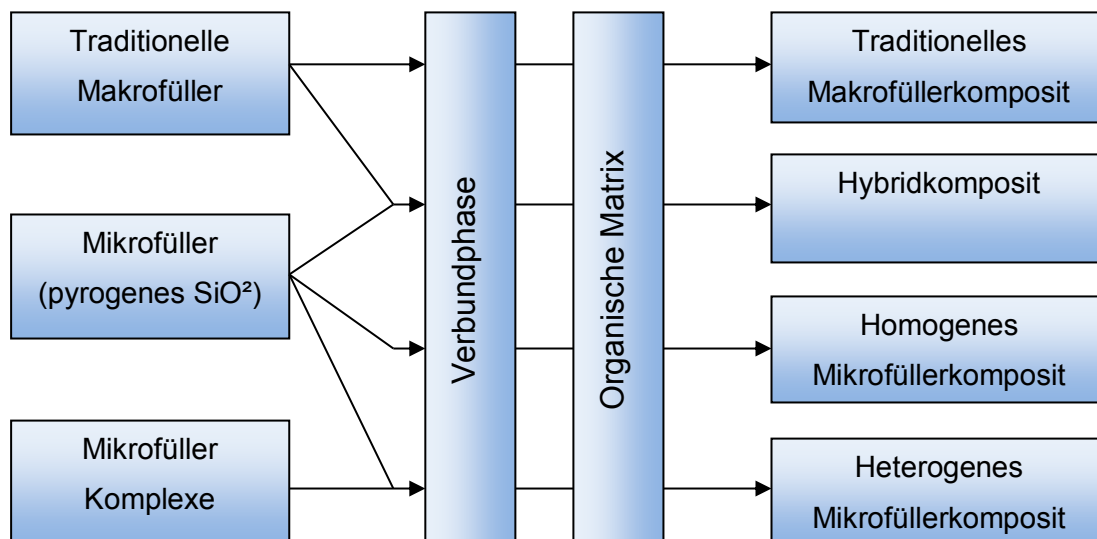 Traditionelle
Makrofüller
Mikrofüller
(pyrogenes SiO²)
Mikrofüller
Komplexe
Verbundphase
Organische Matrix
Traditionelles
Makrofüllerkomposit
Hybridkomposit
Homogenes
Mikrofüllerkomposit
Heterogenes
Mikrofüllerkomposit